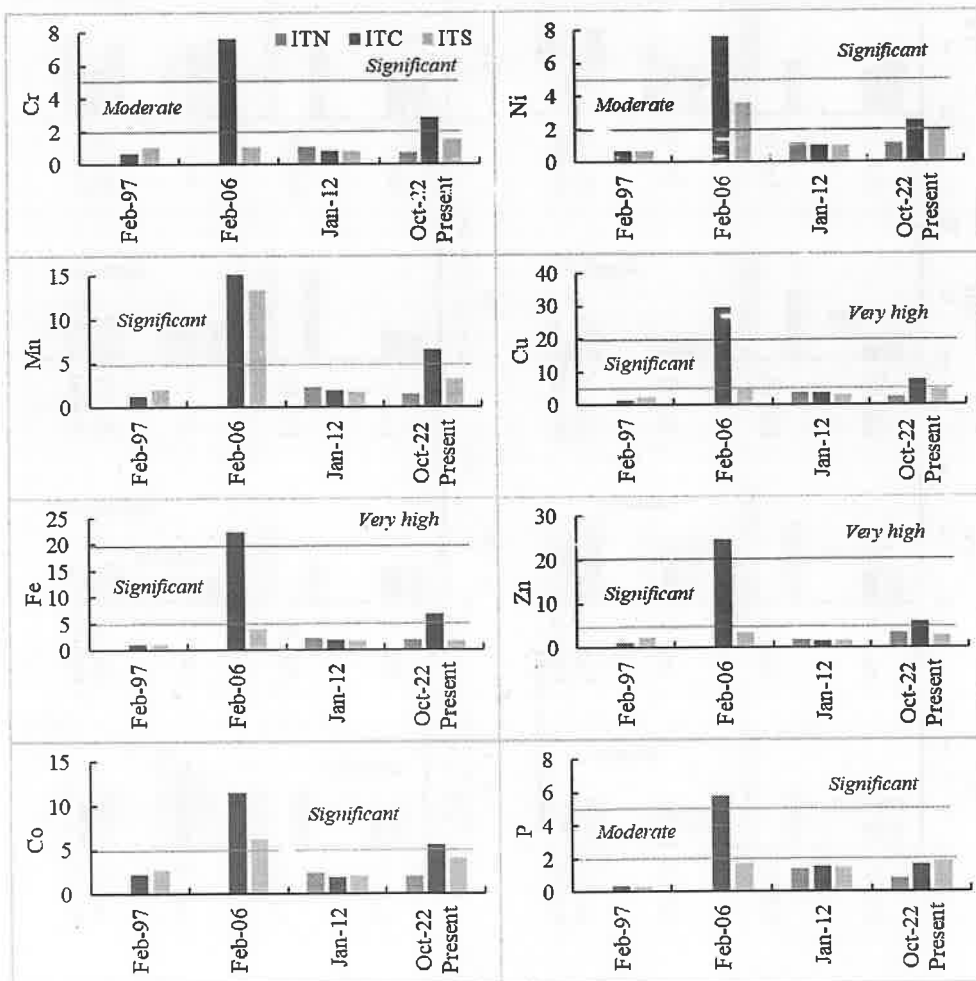 ITN ITC ITS
Cr
8
6
4
2
0
Significant
Moderate
Feb-97
Feb-06
Jan-12
Oct-22
Present
Ni
8
6
4
2
0
Significant
Moderate
Feb-97
Feb-06
Jan-12
Oct-22
Present
Mn
15
10
5
0
Significant
Feb-97
Feb-06
Jan-12
Oct-22
Present
Cu
40
30
20
10
0
Very high
Significant
Feb-97
Feb-06
Jan-12
Oct-22
Present
Fe
25
20
15
10
5
0
Very high
Significant
Feb-97
Feb-06
Jan-12
Oct-22
Present
Zn
30
20
10
0
Very high
Significant
Feb-97
Feb-06
Jan-12
Oct-22
Present
Co
15
10
5
0
Significant
Feb-97
Feb-06
Jan-12
Oct-22
Present
P
8
6
4
2
0
Significant
Moderate
Feb-97
Feb-06
Jan-12
Oct-22
Present